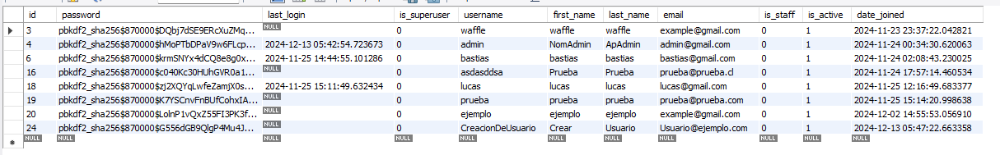 id password last_login is_superuser username first_name last_name email is_staff is_active date_joined
3 pbkdf2_sha256$870000$DQbj7dSE9ERcXuZMq... NULL 0 waffle waffle waffle example@gmail.com 0 1 2024-11-23 23:37:22.042821
4 pbkdf2_sha256$870000$hMoPTbDPaV9w6FLcp... 2024-12-13 05:42:54.723673 0 admin NomAdmin ApAdmin admin@gmail.com 0 1 2024-11-24 00:34:30.620063
6 pbkdf2_sha256$870000$krmSNYx4dCQ8e8g0x... 2024-11-25 14:44:55.101286 0 bastias bastias bastias bastias@gmail.com 0 1 2024-11-24 02:08:43.230025
16 pbkdf2_sha256$870000$c040Kc30HUhGVR0a1... NULL 0 asdasddsa Prueba Prueba prueba@prueba.cl 0 1 2024-11-24 17:57:14.460534
18 pbkdf2_sha256$870000$zj2XQYqLwfeZamjX0s... 2024-11-25 15:11:49.632434 0 lucas lucas lucas lucas@gmail.com 0 1 2024-11-25 12:16:49.683377
19 pbkdf2_sha256$870000$K7YSCnvFnBUfCohxIA... NULL 0 prueba prueba prueba prueba@prueba.com 0 1 2024-11-25 15:14:20.998638
20 pbkdf2_sha256$870000$LolnP1vQxZ55FI3PK3f... NULL 0 ejemplo ejemplo ejemplo example@gmail.com 0 1 2024-12-02 14:55:53.056910
24 pbkdf2_sha256$870000$G556dGB9QlgP4Mu4J... NULL 0 CreacionDeUsuario Crear Usuario Usuario@ejemplo.com 0 1 2024-12-13 05:47:22.663358
NULL NULL NULL NULL NULL NULL NULL NULL NULL NULL NULL